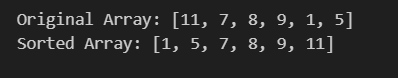 Original Array: [11, 7, 8, 9, 1, 5]
Sorted Array: [1, 5, 7, 8, 9, 11]